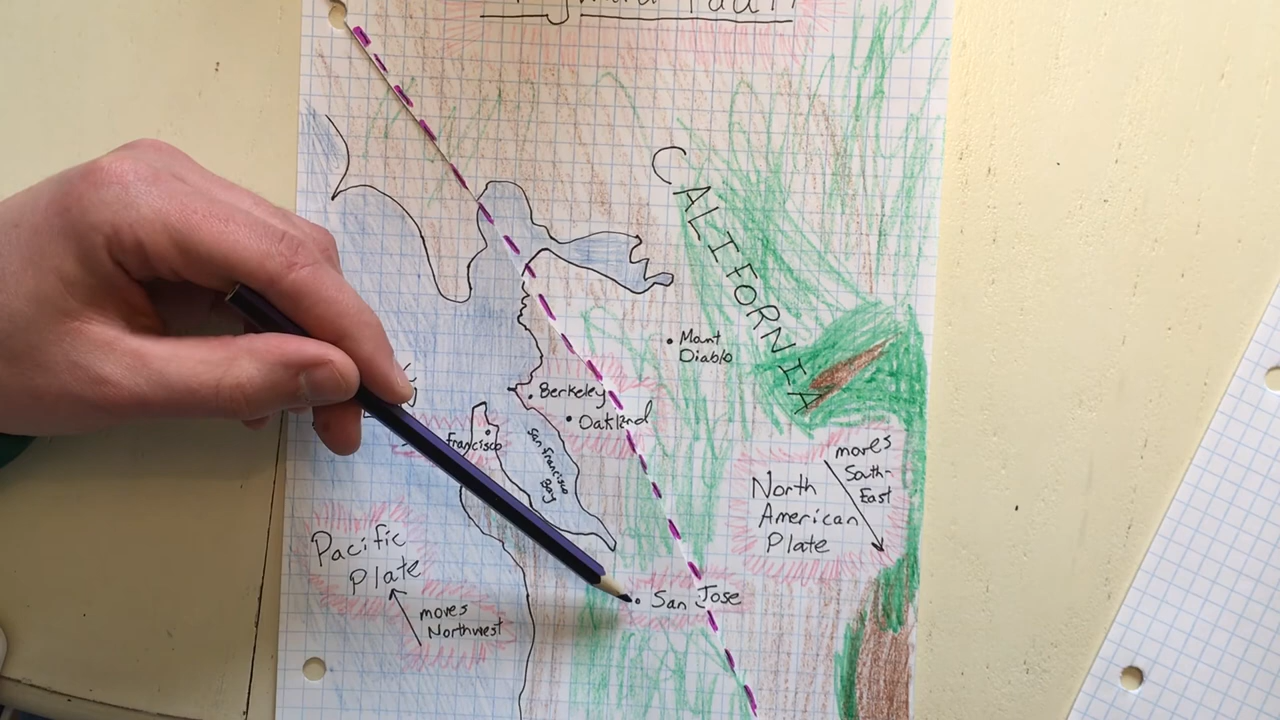 CALIFORNIA
Mount
Diablo
Berkeley
Oakland
Francisco
San Francisco
Bay
moves
South-
East
North
American
Plate
Pacific
Plate
moves
Northwest
San Jose